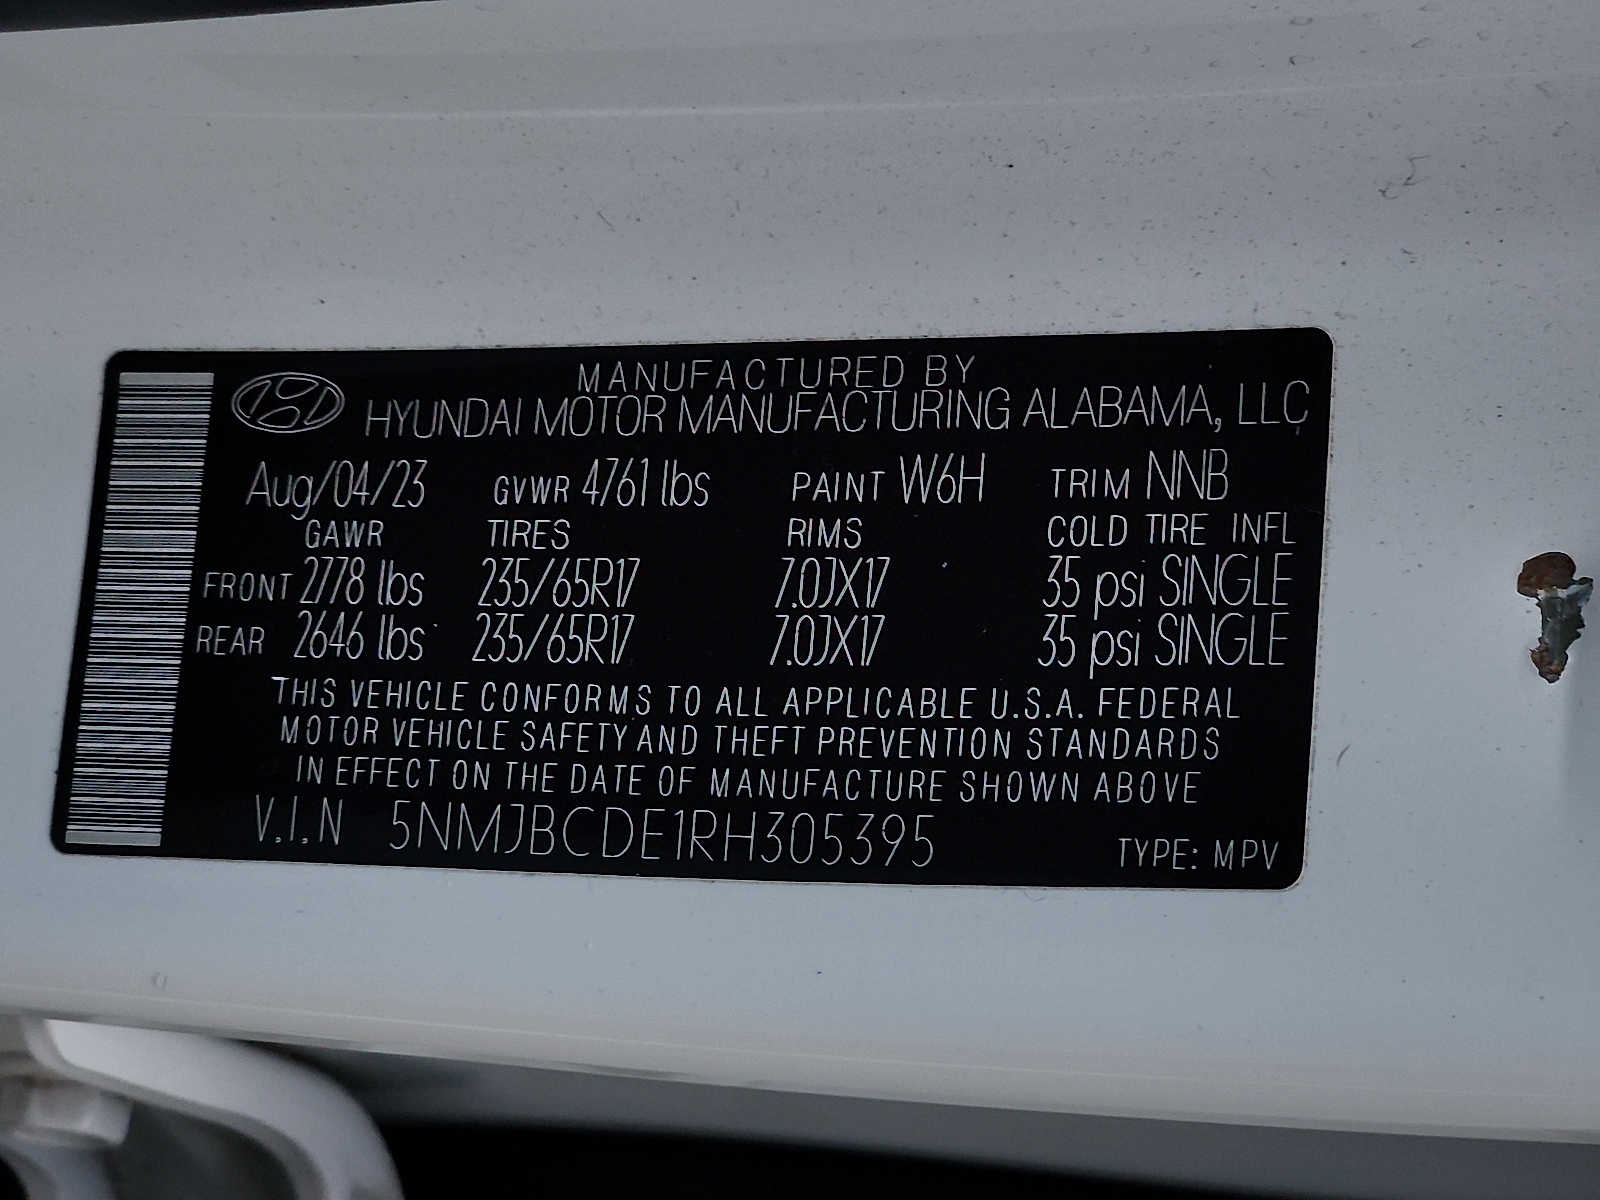 MANUFACTURED BY
HYUNDAI MOTOR MANUFACTURING ALABAMA, LLC
Aug/04/23 GVWR 4761 lbs PAINT W6H TRIM NNB
GAWR TIRES RIMS COLD TIRE INFL
FRONT 2778 lbs 235/65R17 7.0JX17 35 psi SINGLE
REAR 2646 lbs 235/65R17 7.0JX17 35 psi SINGLE
THIS VEHICLE CONFORMS TO ALL APPLICABLE U.S.A. FEDERAL
MOTOR VEHICLE SAFETY AND THEFT PREVENTION STANDARDS
IN EFFECT ON THE DATE OF MANUFACTURE SHOWN ABOVE
V.I.N 5NMJBCDE1RH305395 TYPE: MPV